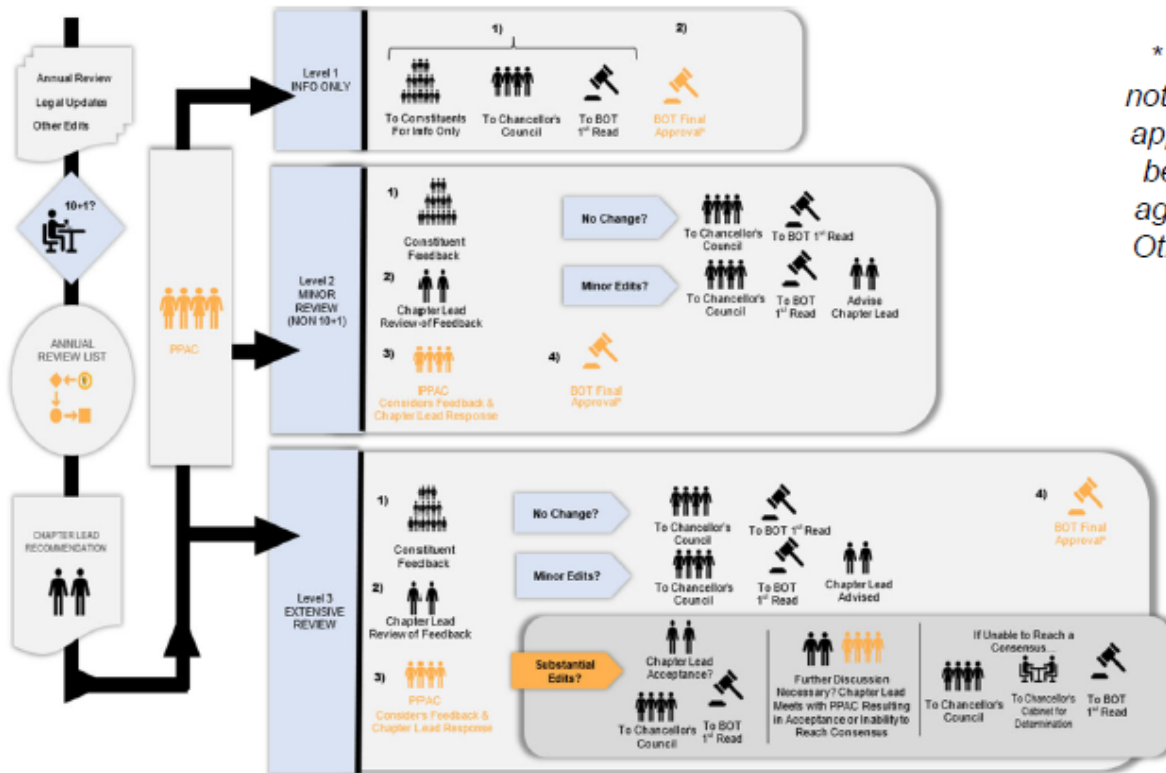 Annual Review
Legal Updates
Other Edits
10+1?
ANNUAL
REVIEW LIST
CHAPTER LEAD
RECOMMENDATION
PPAC
Level 1
INFO ONLY
1)
To Constituents
For Info Only
To Chancellor's
Council
To BOT
1st Read
2)
BOT Final
Approval*
Level 2
MINOR
REVIEW
(NON 10+1)
1)
Constituent
Feedback
2)
Chapter Lead
Review of Feedback
3)
PPAC
Considers Feedback &
Chapter Lead Response
No Change?
To Chancellor's
Council
To BOT 1st Read
Minor Edits?
To Chancellor's
Council
To BOT
1st Read
Advise
Chapter Lead
4)
BOT Final
Approval*
Level 3
EXTENSIVE
REVIEW
1)
Constituent
Feedback
2)
Chapter Lead
Review of Feedback
3)
PPAC
Considers Feedback &
Chapter Lead Response
No Change?
To Chancellor's
Council
To BOT 1st Read
Minor Edits?
To Chancellor's
Council
To BOT
1st Read
Chapter Lead
Advised
4)
BOT Final
Approval*
Substantial
Edits?
Chapter Lead
Acceptance?
To Chancellor's
Council
To BOT
1st Read
Further Discussion
Necessary? Chapter Lead
Meets with PPAC Resulting
in Acceptance or Inability to
Reach Consensus
If Unable to Reach a
Consensus...
To Chancellor's
Council
To Chancellor's
Cabinet for
Determination
To BOT
1st Read
*
not
app
be
ag
Ot